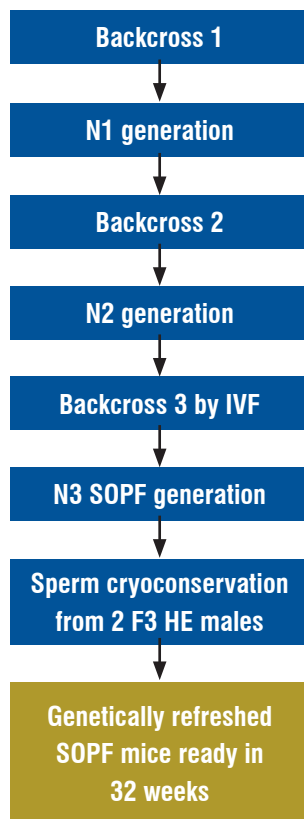 Backcross 1
N1 generation
Backcross 2
N2 generation
Backcross 3 by IVF
N3 SOPF generation
Sperm cryoconservation
from 2 F3 HE males
Genetically refreshed
SOPF mice ready in
32 weeks